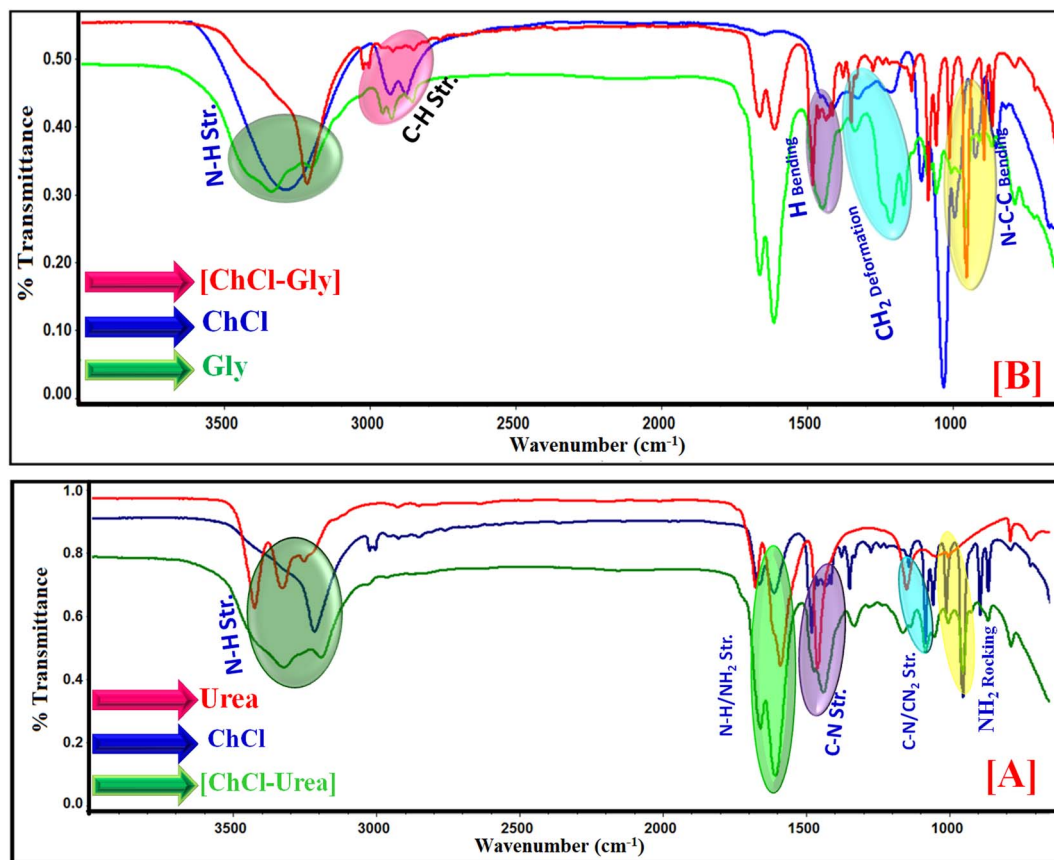 [B]
% Transmittance
0.50
0.40
0.30
0.20
0.10
0.00
N-H Str.
C-H Str.
H Bending
CH₂ Deformation
N-C-C Bending
[ChCl-Gly]
ChCl
Gly
3500 3000 2500 2000 1500 1000
Wavenumber (cm⁻¹)
[A]
% Transmittance
1.0
0.8
0.6
0.4
0.2
0.0
N-H Str.
N-H/NH₂ Str.
C-N Str.
C-N/CN₂ Str.
NH₂ Rocking
Urea
ChCl
[ChCl-Urea]
3500 3000 2500 2000 1500 1000
Wavenumber (cm⁻¹)